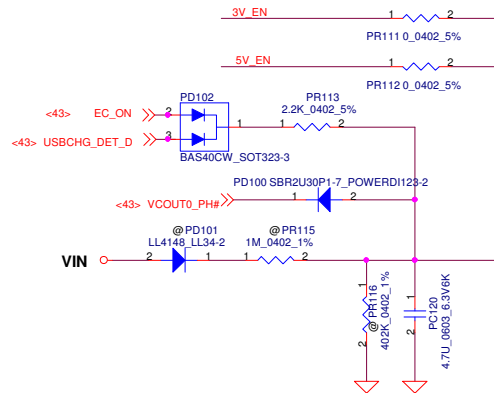 3V_EN
1 2
PR111 0_0402_5%
5V_EN
1 2
PR112 0_0402_5%
PD102
PR113
2.2K_0402_5%
<43> EC_ON 2
1 1 2
<43> USBCHG_DET_D 3
BAS40CW_SOT323-3
PD100 SBR2U30P1-7_POWERDI123-2
<43> VCOUT0_PH# 1 2
@PD101
LL4148_LL34-2
@PR115
1M_0402_1%
VIN 2 1 1 2
1 2
@PR116
402K_0402_1%
1 2
PC120
4.7U_0603_6.3V6K